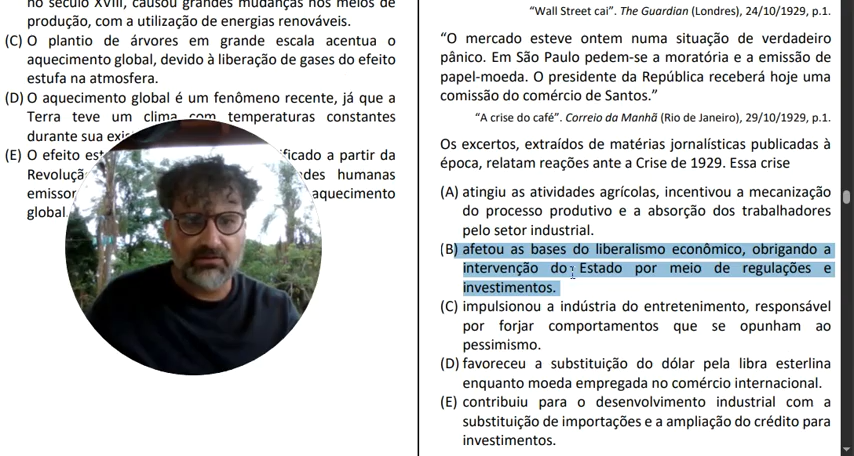 no século XVIII, causou grandes mudanças nos meios de
produção, com a utilização de energias renováveis.
(C) O plantio de árvores em grande escala acentua o
aquecimento global, devido à liberação de gases do efeito
estufa na atmosfera.
(D) O aquecimento global é um fenômeno recente, já que a
Terra teve um clima com temperaturas constantes
durante sua
(E) O efeito
a partir da
humanas
aquecimento
global.
“Wall Street cai”. The Guardian (Londres), 24/10/1929, p.1.
“O mercado esteve ontem numa situação de verdadeiro
pânico. Em São Paulo pedem-se a moratória e a emissão de
papel-moeda. O presidente da República receberá hoje uma
comissão do comércio de Santos.”
“A crise do café”. Correio da Manhã (Rio de Janeiro), 29/10/1929, p.1.
Os excertos, extraídos de matérias jornalísticas publicadas à
época, relatam reações ante a Crise de 1929. Essa crise
(A) atingiu as atividades agrícolas, incentivou a mecanização
do processo produtivo e a absorção dos trabalhadores
pelo setor industrial.
(B) afetou as bases do liberalismo econômico, obrigando a
intervenção do Estado por meio de regulações e
investimentos.
(C) impulsionou a indústria do entretenimento, responsável
por forjar comportamentos que se opunham ao
pessimismo.
(D) favoreceu a substituição do dólar pela libra esterlina
enquanto moeda empregada no comércio internacional.
(E) contribuiu para o desenvolvimento industrial com a
substituição de importações e a ampliação do crédito para
investimentos.